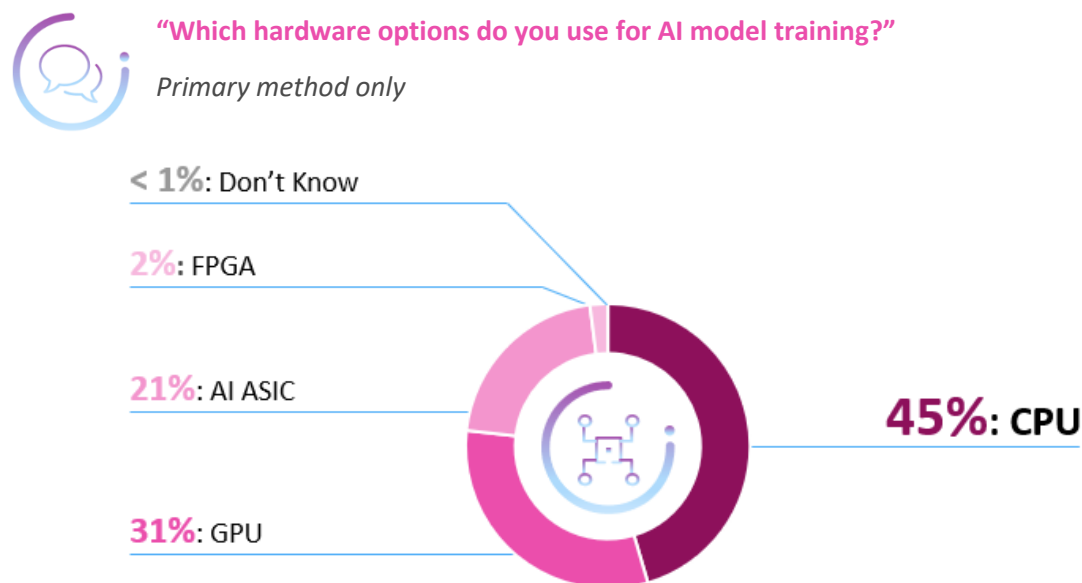 “Which hardware options do you use for AI model training?”
Primary method only
< 1%: Don’t Know
2%: FPGA
21%: AI ASIC
45%: CPU
31%: GPU